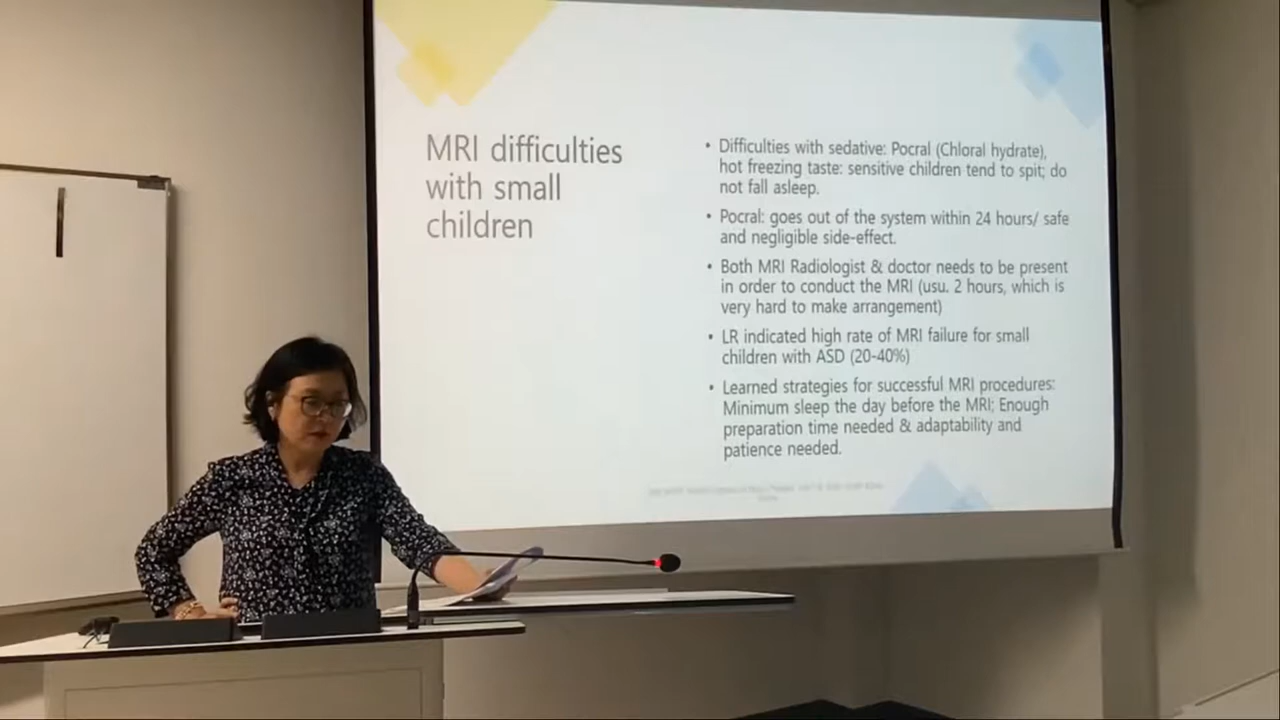 MRI difficulties
with small
children
• Difficulties with sedative: Pocral (Chloral hydrate),
hot freezing taste: sensitive children tend to spit; do
not fall asleep.
• Pocral: goes out of the system within 24 hours/ safe
and negligible side-effect.
• Both MRI Radiologist & doctor needs to be present
in order to conduct the MRI (usu. 2 hours, which is
very hard to make arrangement)
• LR indicated high rate of MRI failure for small
children with ASD (20-40%)
• Learned strategies for successful MRI procedures:
Minimum sleep the day before the MRI; Enough
preparation time needed & adaptability and
patience needed.